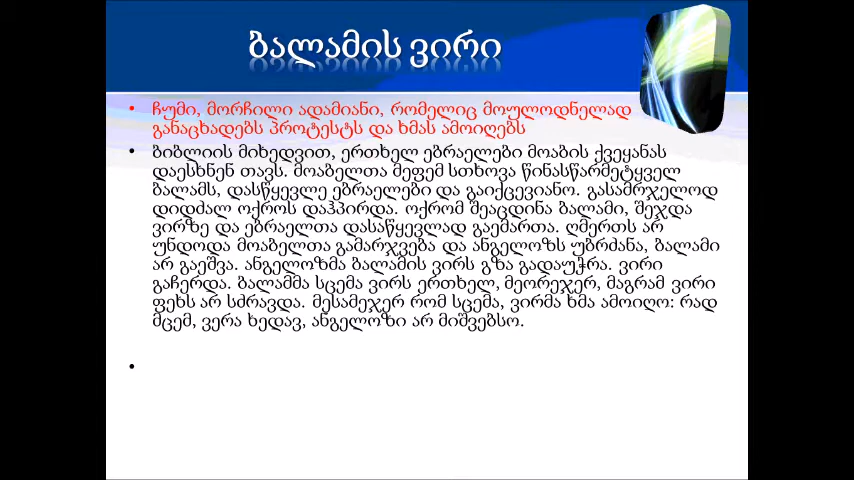 ბალამის ვირი
• ჩუმი, მორჩილი ადამიანი, რომელიც მოულოდნელად
განაცხადებს პროტესტს და ხმას ამოიღებს
• ბიბლიის მიხედვით, ერთხელ ებრაელები მოაბის ქვეყანას
დაესხნენ თავს. მოაბელთა მეფემ სთხოვა წინასწარმეტყველ
ბალამს, დასწყევლე ებრაელები და გაიქცევიანო. გასამრჯელოდ
დიდძალ ოქროს დაჰპირდა. ოქრომ შეაცდინა ბალამი, შეჯდა
ვირზე და ებრაელთა დასაწყევლად გაემართა. ღმერთს არ
უნდოდა მოაბელთა გამარჯვება და ანგელოზს უბრძანა, ბალამი
არ გაეშვა. ანგელოზმა ბალამის ვირს გზა გადაუჭრა. ვირი
გაჩერდა. ბალამმა სცემა ვირს ერთხელ, მეორეჯერ, მაგრამ ვირი
ფეხს არ სძრავდა. მესამეჯერ რომ სცემა, ვირმა ხმა ამოიღო: რად
მცემ, ვერა ხედავ, ანგელოზი არ მიშვებსო.
•